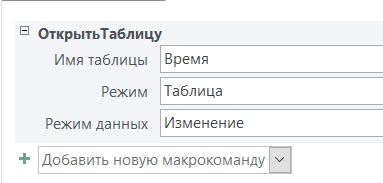 ОткрытьТаблицу
Имя таблицы Время
Режим Таблица
Режим данных Изменение
Добавить новую макрокоманду